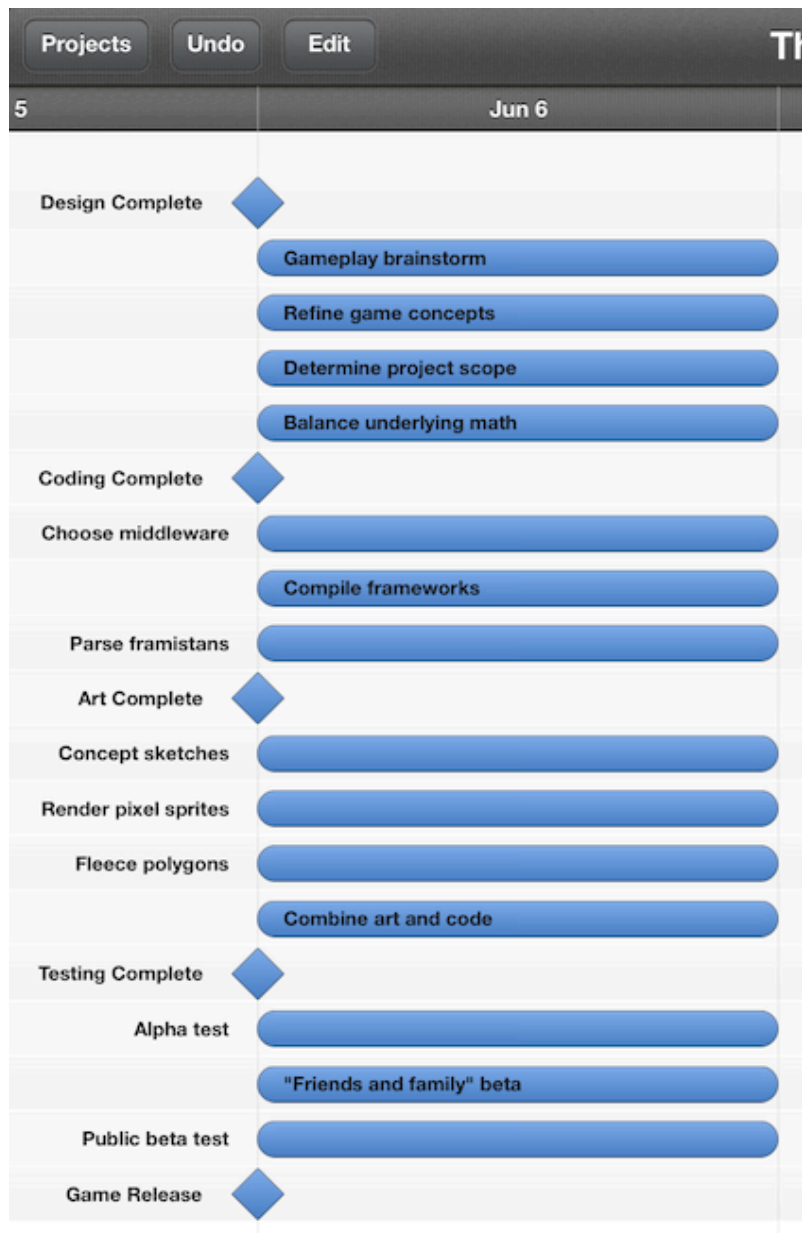 Projects Undo Edit Th
5 Jun 6
Design Complete
Gameplay brainstorm
Refine game concepts
Determine project scope
Balance underlying math
Coding Complete
Choose middleware
Compile frameworks
Parse framistans
Art Complete
Concept sketches
Render pixel sprites
Fleece polygons
Combine art and code
Testing Complete
Alpha test
"Friends and family" beta
Public beta test
Game Release